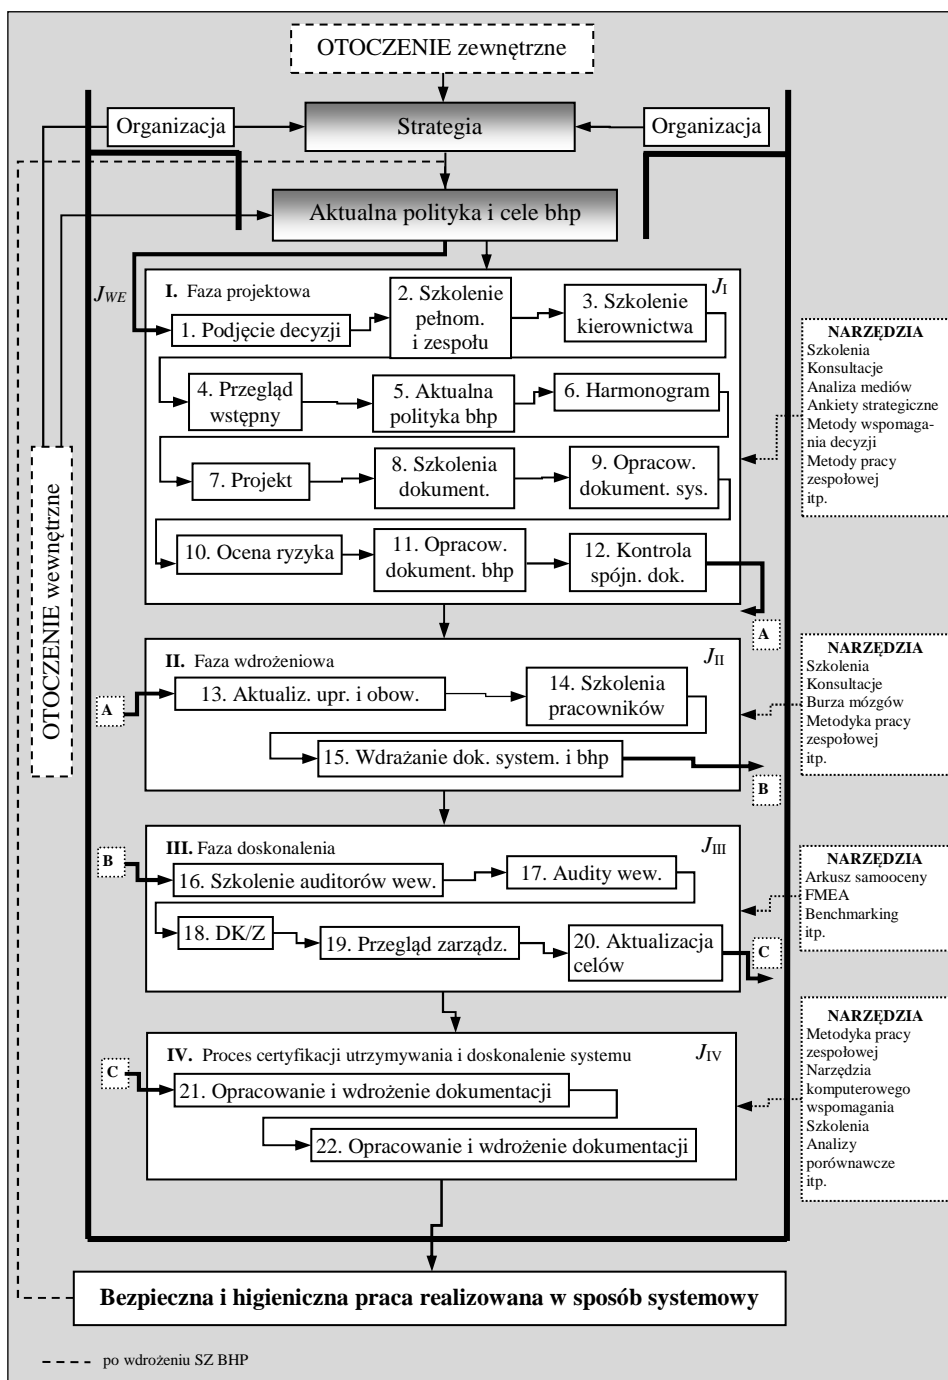 OTOCZENIE zewnętrzne
Organizacja
Strategia
Organizacja
Aktualna polityka i cele bhp
J_WE
I. Faza projektowa
J_I
1. Podjęcie decyzji
2. Szkolenie
pełnom.
i zespołu
3. Szkolenie
kierownictwa
4. Przegląd
wstępny
5. Aktualna
polityka bhp
6. Harmonogram
7. Projekt
8. Szkolenia
dokument.
9. Opracow.
dokument. sys.
10. Ocena ryzyka
11. Opracow.
dokument. bhp
12. Kontrola
spójn. dok.
A
NARZĘDZIA
Szkolenia
Konsultacje
Analiza mediów
Ankiety strategiczne
Metody wspomaga-
nia decyzji
Metody pracy
zespołowej
itp.
OTOCZENIE wewnętrzne
II. Faza wdrożeniowa
J_II
A
13. Aktualiz. upr. i obow.
14. Szkolenia
pracowników
15. Wdrażanie dok. system. i bhp
B
NARZĘDZIA
Szkolenia
Konsultacje
Burza mózgów
Metodyka pracy
zespołowej
itp.
III. Faza doskonalenia
J_III
B
16. Szkolenie auditorów wew.
17. Audity wew.
18. DK/Z
19. Przegląd zarządz.
20. Aktualizacja
celów
C
NARZĘDZIA
Arkusz samooceny
FMEA
Benchmarking
itp.
IV. Proces certyfikacji utrzymywania i doskonalenie systemu
J_IV
C
21. Opracowanie i wdrożenie dokumentacji
22. Opracowanie i wdrożenie dokumentacji
NARZĘDZIA
Metodyka pracy
zespołowej
Narzędzia
komputerowego
wspomagania
Szkolenia
Analizy
porównawcze
itp.
Bezpieczna i higieniczna praca realizowana w sposób systemowy
po wdrożeniu SZ BHP